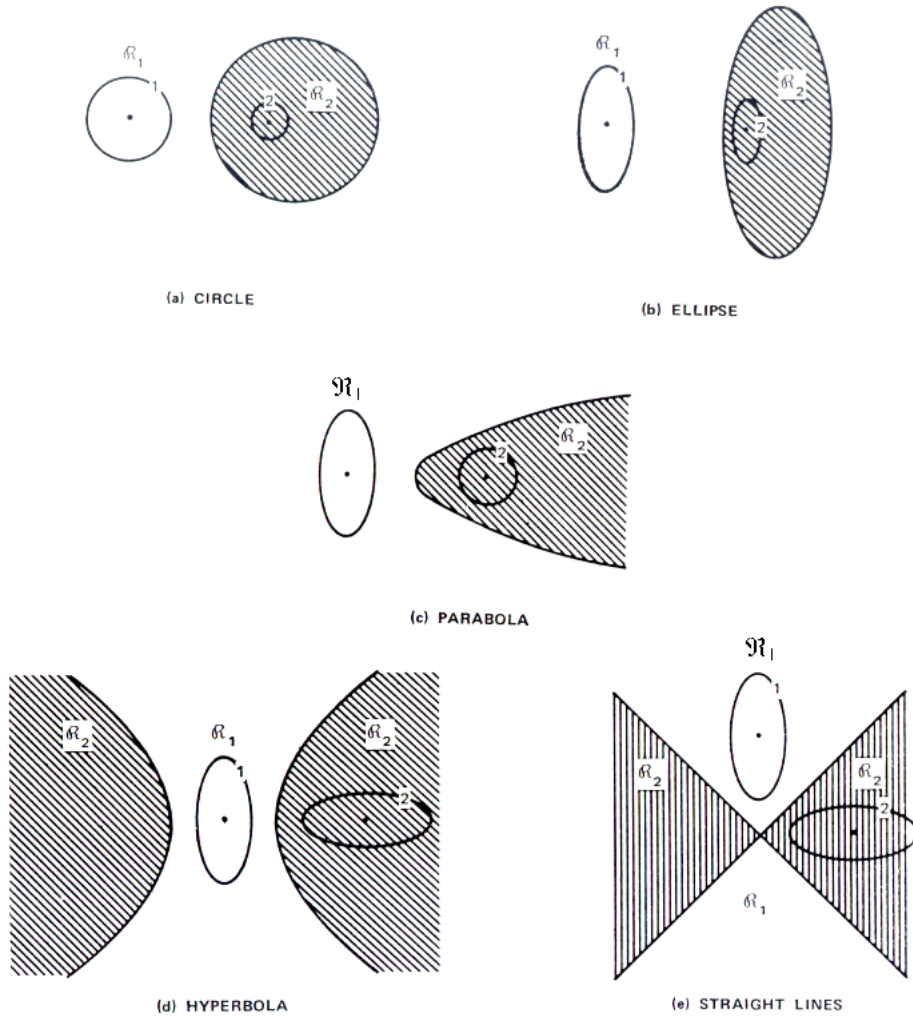 ℛ₁
1
2
ℛ₂
(a) CIRCLE
ℛ₁
1
ℛ₂
2
(b) ELLIPSE
ℜ₁
2
ℛ₂
(c) PARABOLA
ℛ₂
ℛ₁
1
ℛ₂
2
(d) HYPERBOLA
ℜ₁
1
ℛ₂
ℛ₂
2
ℛ₁
(e) STRAIGHT LINES